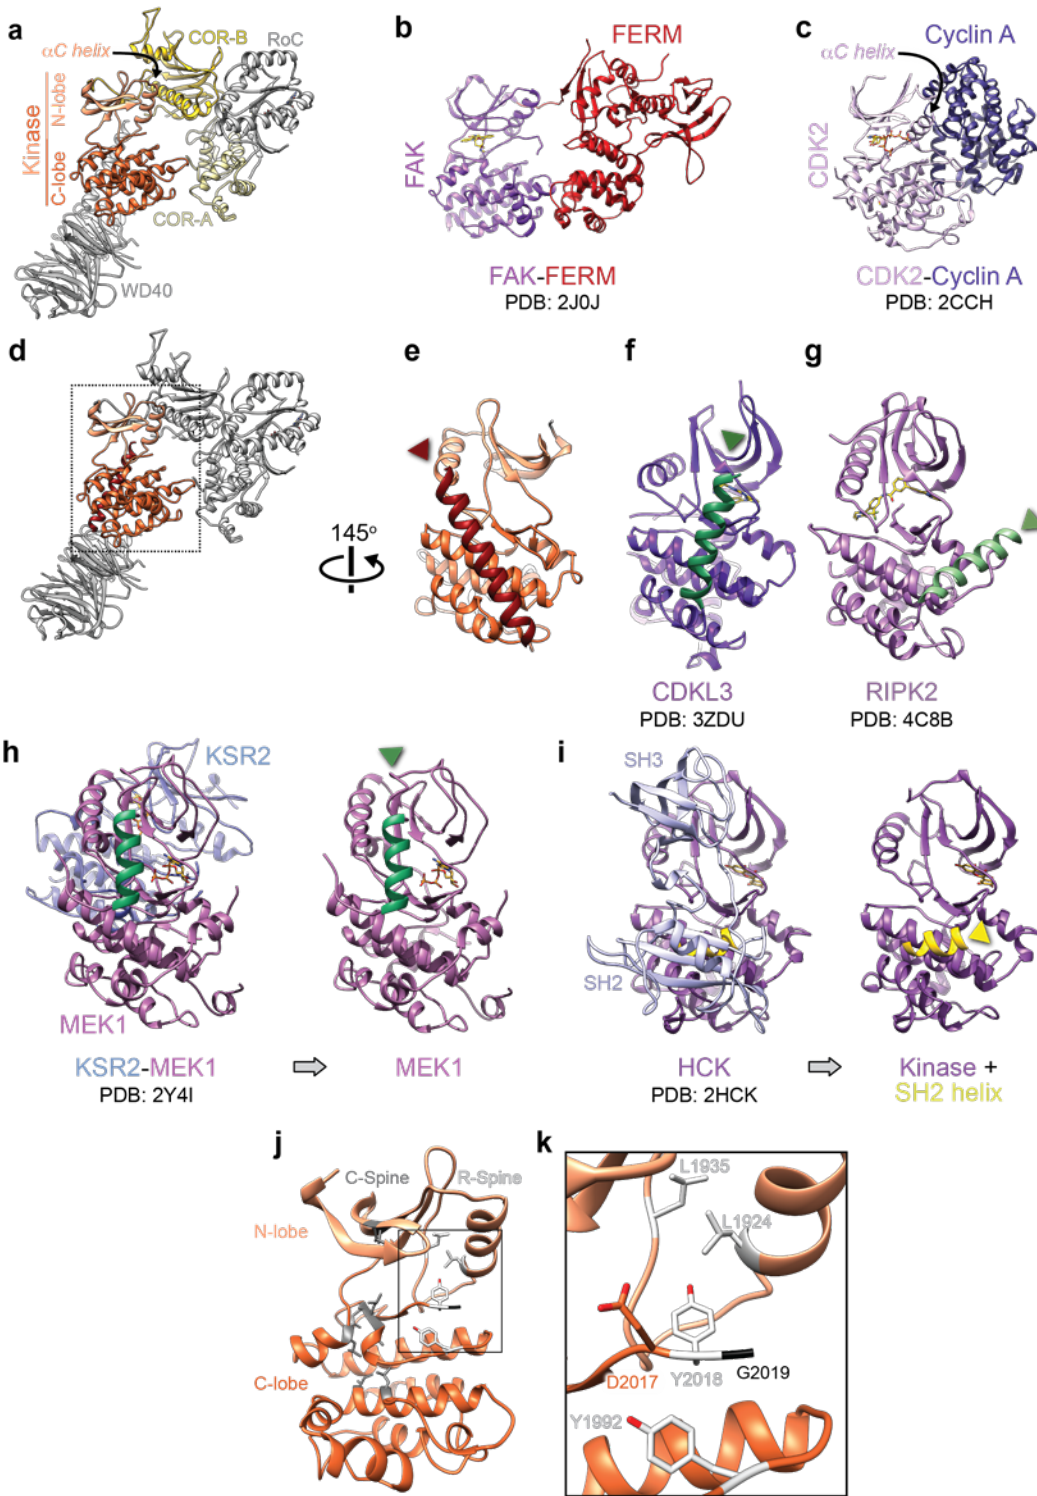 a
αC helix
COR-B
RoC
Kinase
N-lobe
C-lobe
COR-A
WD40
b
FERM
FAK
FAK-FERM
PDB: 2J0J
c
αC helix
Cyclin A
CDK2
CDK2-Cyclin A
PDB: 2CCH
d
145°
e
f
CDKL3
PDB: 3ZDU
g
RIPK2
PDB: 4C8B
h
KSR2
MEK1
KSR2-MEK1
PDB: 2Y4I
MEK1
i
SH3
SH2
HCK
PDB: 2HCK
Kinase +
SH2 helix
j
C-Spine
R-Spine
N-lobe
C-lobe
k
L1935
L1924
D2017
Y2018
G2019
Y1992